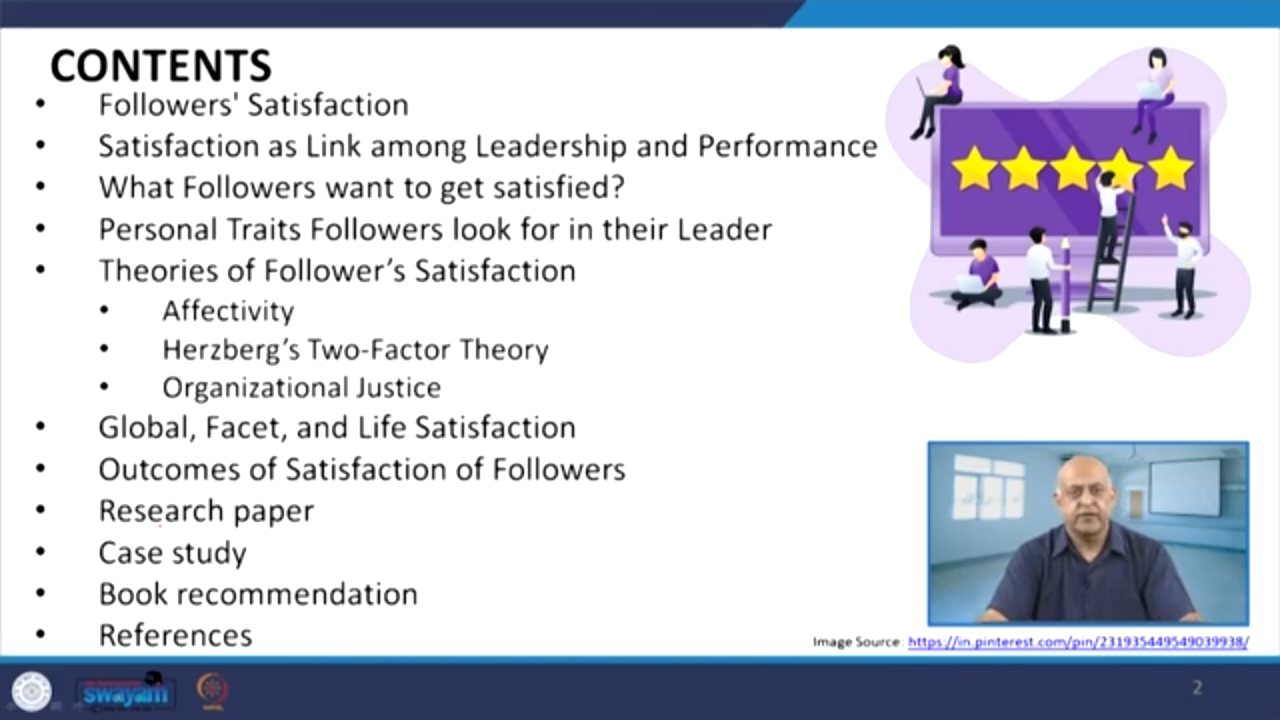 CONTENTS
• Followers' Satisfaction
• Satisfaction as Link among Leadership and Performance
• What Followers want to get satisfied?
• Personal Traits Followers look for in their Leader
• Theories of Follower’s Satisfaction
• Affectivity
• Herzberg’s Two-Factor Theory
• Organizational Justice
• Global, Facet, and Life Satisfaction
• Outcomes of Satisfaction of Followers
• Research paper
• Case study
• Book recommendation
• References
Image Source: https://in.pinterest.com/pin/231935449549039938/
swayam
2